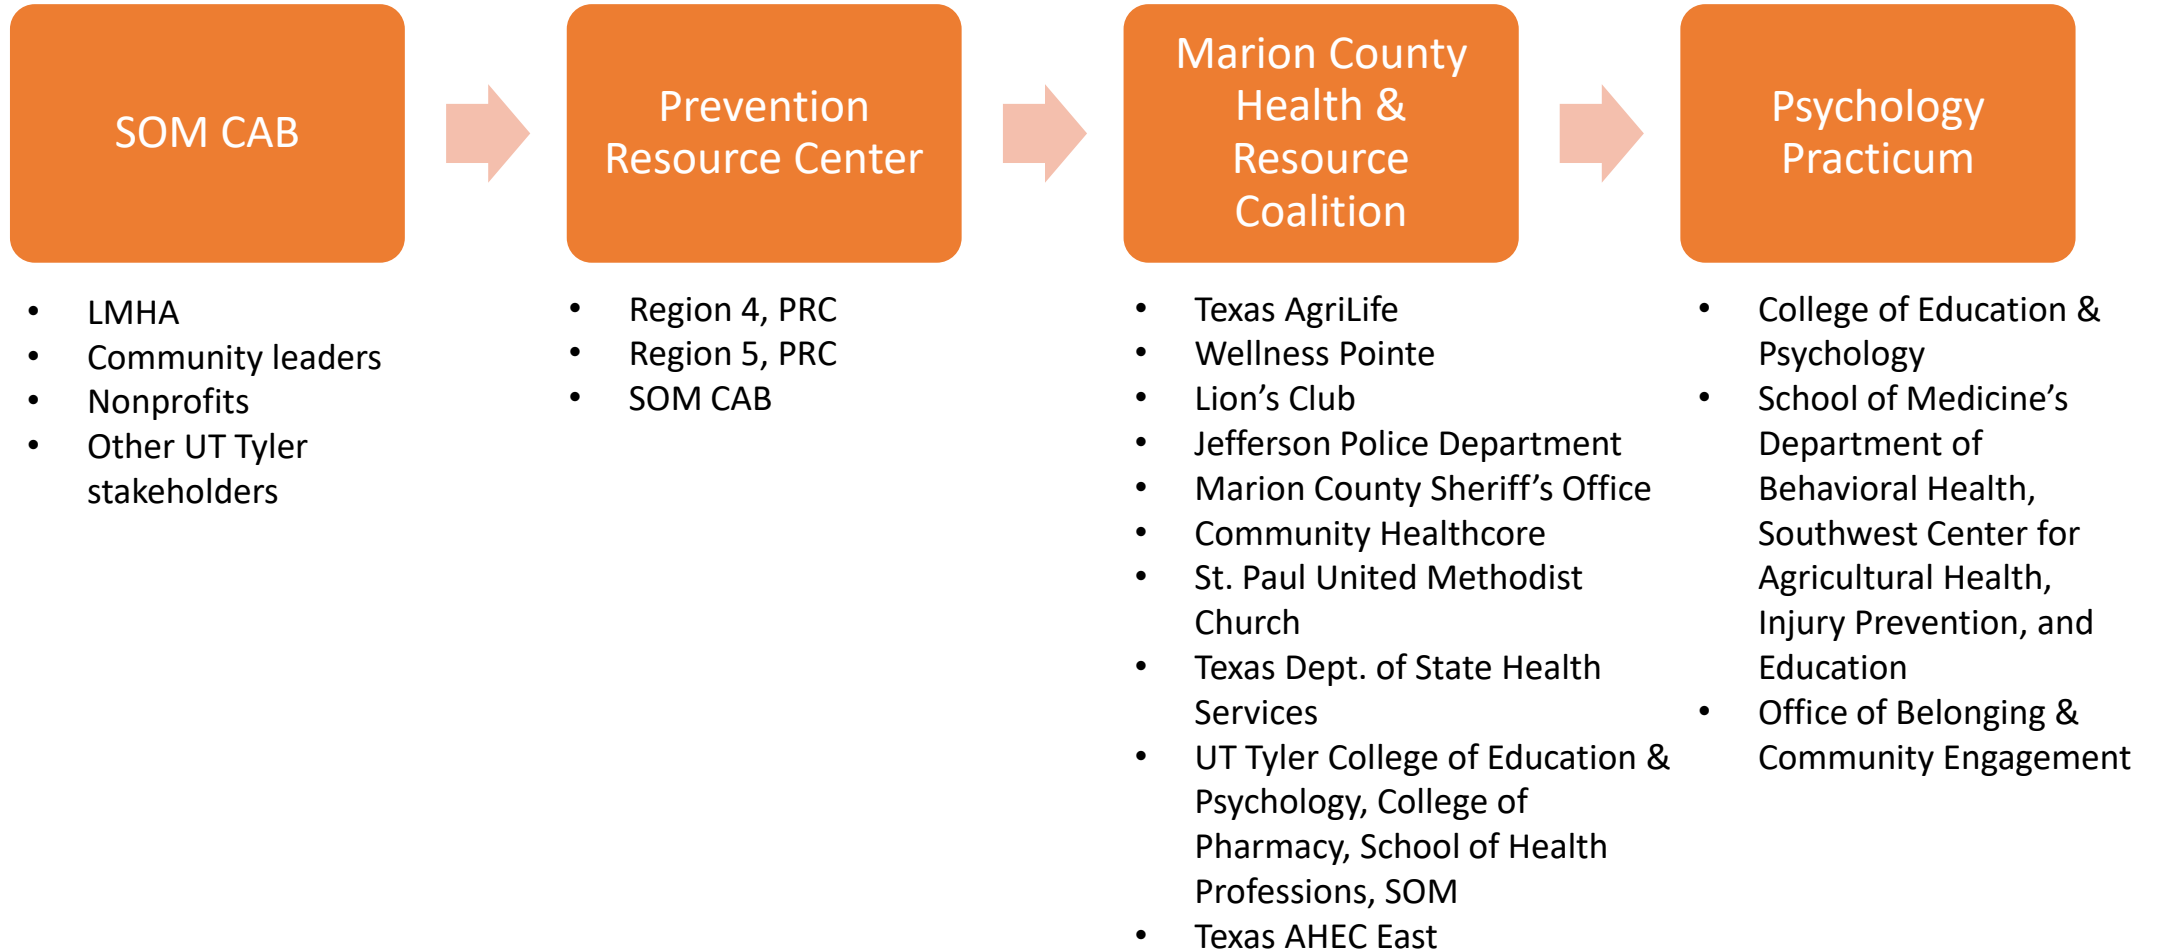 SOM CAB
Prevention
Resource Center
Marion County
Health &
Resource
Coalition
Psychology
Practicum
• LMHA
• Community leaders
• Nonprofits
• Other UT Tyler
stakeholders
• Region 4, PRC
• Region 5, PRC
• SOM CAB
• Texas AgriLife
• Wellness Pointe
• Lion’s Club
• Jefferson Police Department
• Marion County Sheriff’s Office
• Community Healthcore
• St. Paul United Methodist
Church
• Texas Dept. of State Health
Services
• UT Tyler College of Education &
Psychology, College of
Pharmacy, School of Health
Professions, SOM
• Texas AHEC East
• College of Education &
Psychology
• School of Medicine’s
Department of
Behavioral Health,
Southwest Center for
Agricultural Health,
Injury Prevention, and
Education
• Office of Belonging &
Community Engagement